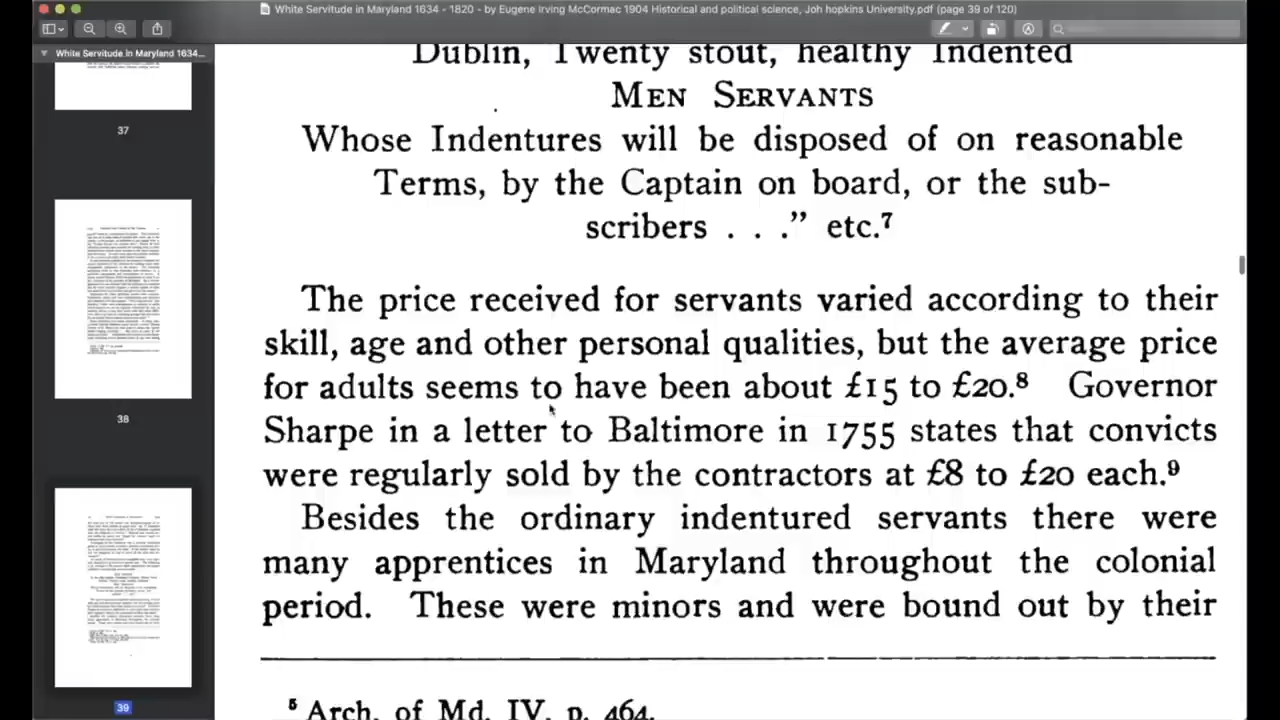 White Servitude in Maryland 1634 - 1820 - by Eugene Irving McCormac 1904 Historical and political science, Joh hopkins University.pdf (page 39 of 120)
White Servitude in Maryland 1634...
37
38
39
Dublin, Twenty stout, healthy Indented
MEN SERVANTS
Whose Indentures will be disposed of on reasonable
Terms, by the Captain on board, or the sub-
scribers . . ." etc.⁷
The price received for servants varied according to their
skill, age and other personal qualities, but the average price
for adults seems to have been about £15 to £20.⁸ Governor
Sharpe in a letter to Baltimore in 1755 states that convicts
were regularly sold by the contractors at £8 to £20 each.⁹
Besides the ordinary indentured servants there were
many apprentices in Maryland throughout the colonial
period. These were minors and were bound out by their
⁵ Arch. of Md. IV, p. 464.